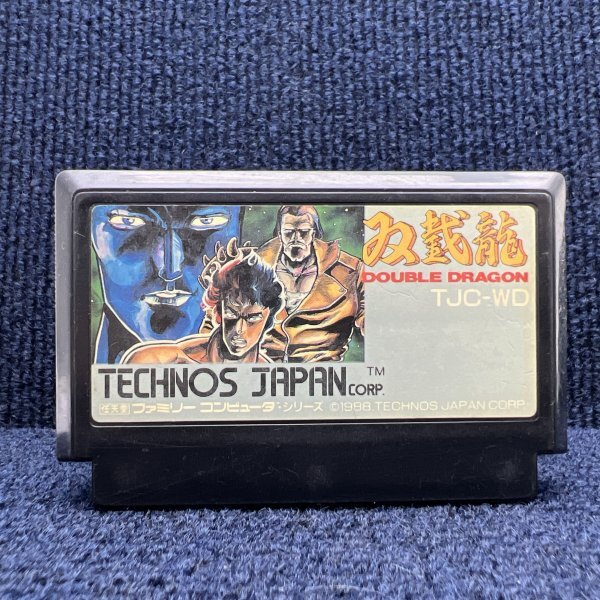 双截龍
DOUBLE DRAGON
TJC-WD
TECHNOS JAPAN CORP. ™
任天堂 ファミリー コンピュータ・シリーズ ©1998 TECHNOS JAPAN CORP